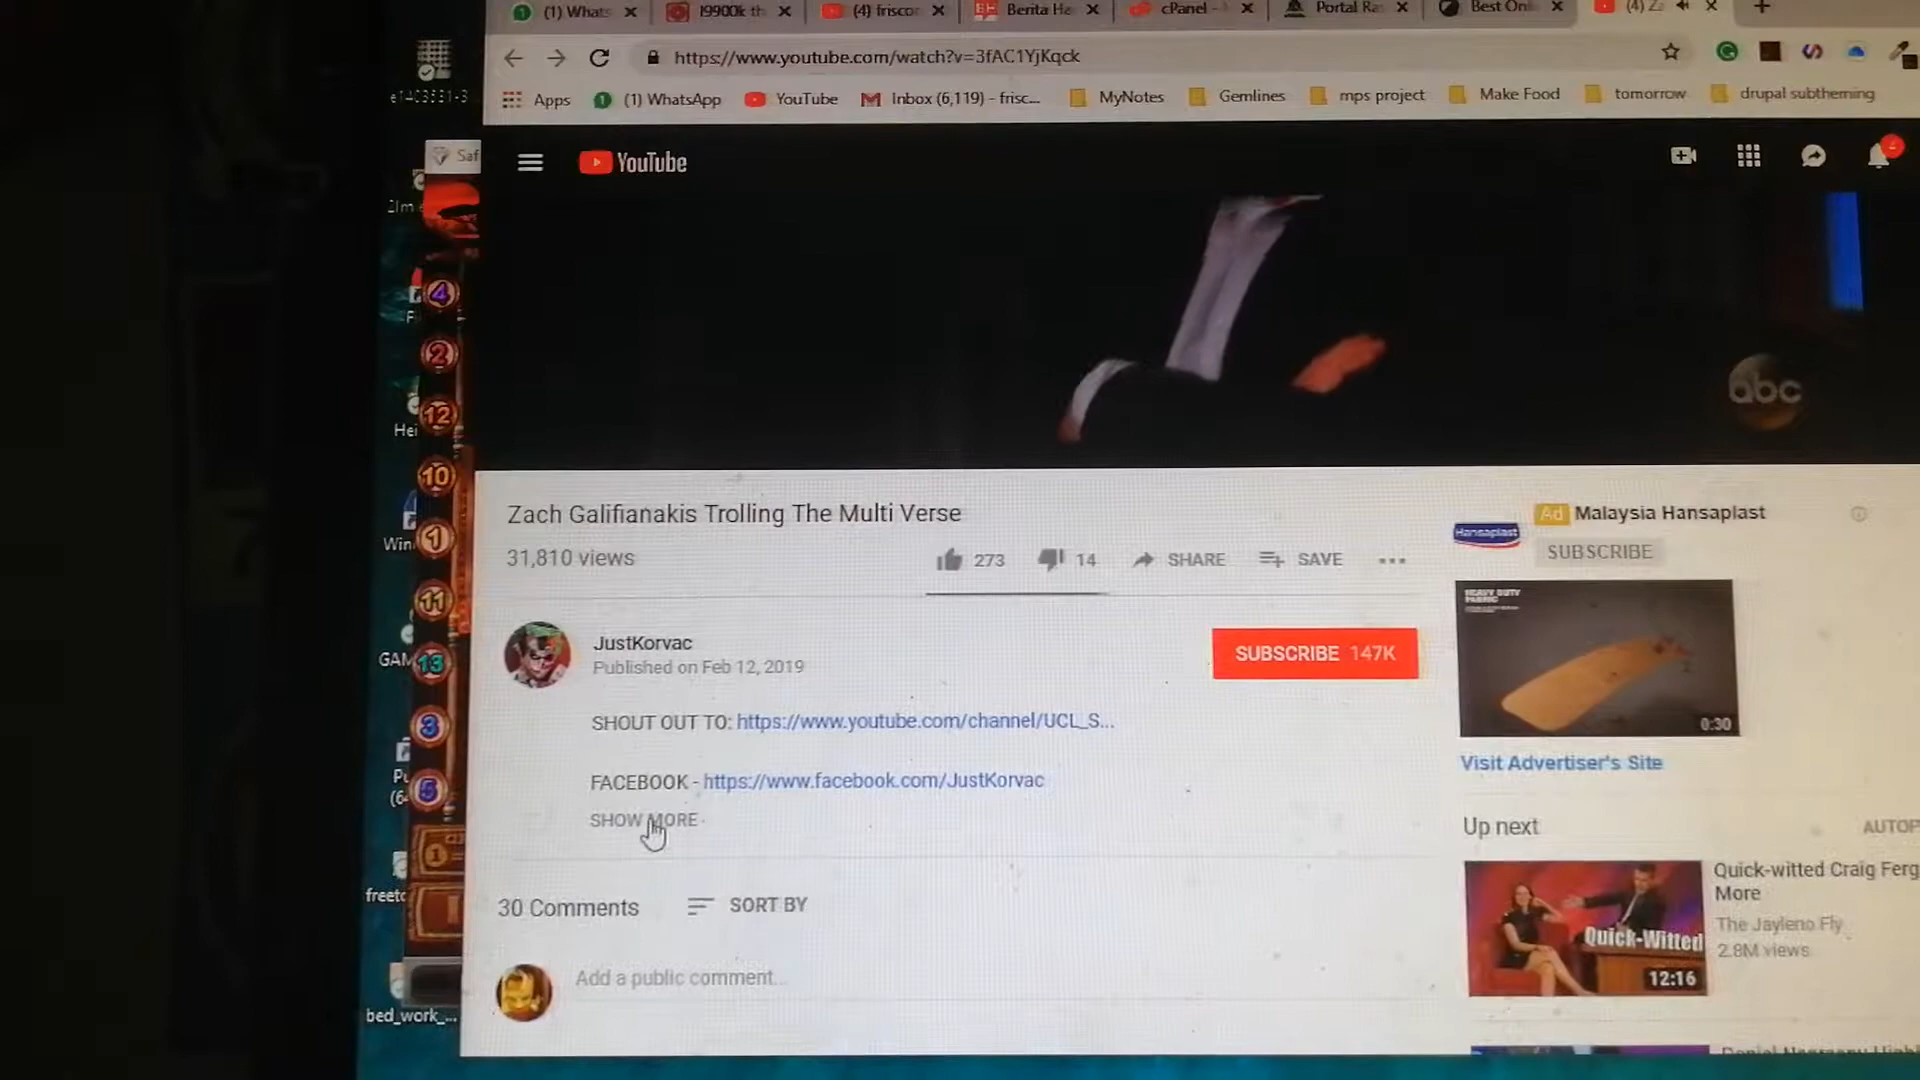 (1) Whats
I9900k th
(4) friscor
Berita Ha
cPanel -
Portal Ra
Best Onl
(4) Za
https://www.youtube.com/watch?v=3fAC1YjKqck
Apps
(1) WhatsApp
YouTube
Inbox (6,119) - frisc...
MyNotes
Gemlines
mps project
Make Food
tomorrow
drupal subtheming
Saf
YouTube
4
2
12
Hei
10
1
Win
11
GAM
13
3
5
1
freeto
bed_work_...
abc
Zach Galifianakis Trolling The Multi Verse
31,810 views
273
14
SHARE
SAVE
JustKorvac
Published on Feb 12, 2019
SUBSCRIBE 147K
SHOUT OUT TO: https://www.youtube.com/channel/UCL_S...
FACEBOOK - https://www.facebook.com/JustKorvac
SHOW MORE
30 Comments
SORT BY
Add a public comment...
Hansaplast
Ad Malaysia Hansaplast
SUBSCRIBE
HEAVY DUTY
FABRIC
0:30
Visit Advertiser's Site
Up next
AUTOP
Quick-Witted
12:16
Quick-witted Craig Ferg
More
The Jayleno Fly
2.8M views